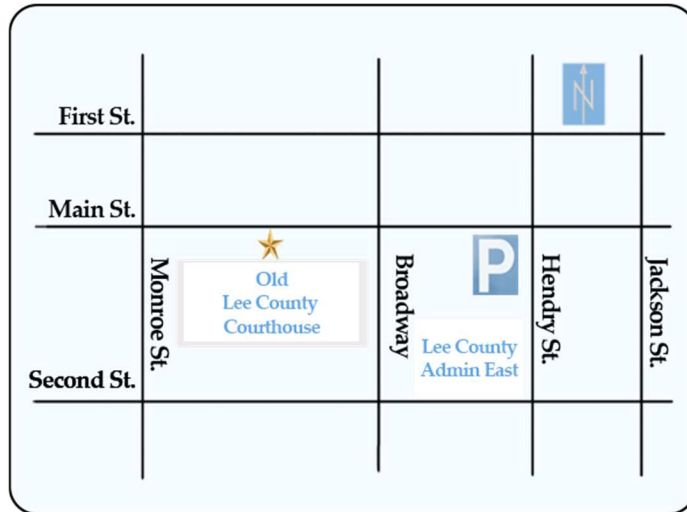 N
First St.
Main St.
Monroe St.
Old
Lee County
Courthouse
Broadway
P
Hendry St.
Jackson St.
Lee County
Admin East
Second St.